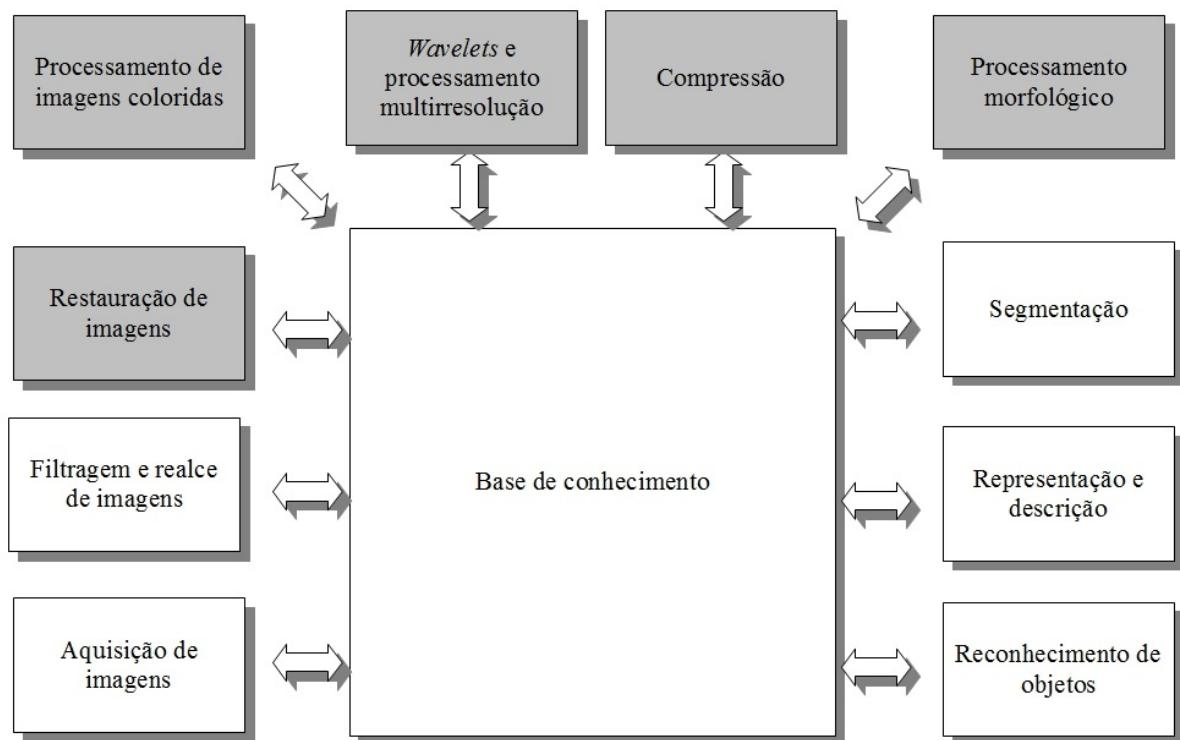 Processamento de
imagens coloridas
Wavelets e
processamento
multirresolução
Compressão
Processamento
morfológico
Restauração de
imagens
Segmentação
Filtragem e realce
de imagens
Base de conhecimento
Representação e
descrição
Aquisição de
imagens
Reconhecimento de
objetos